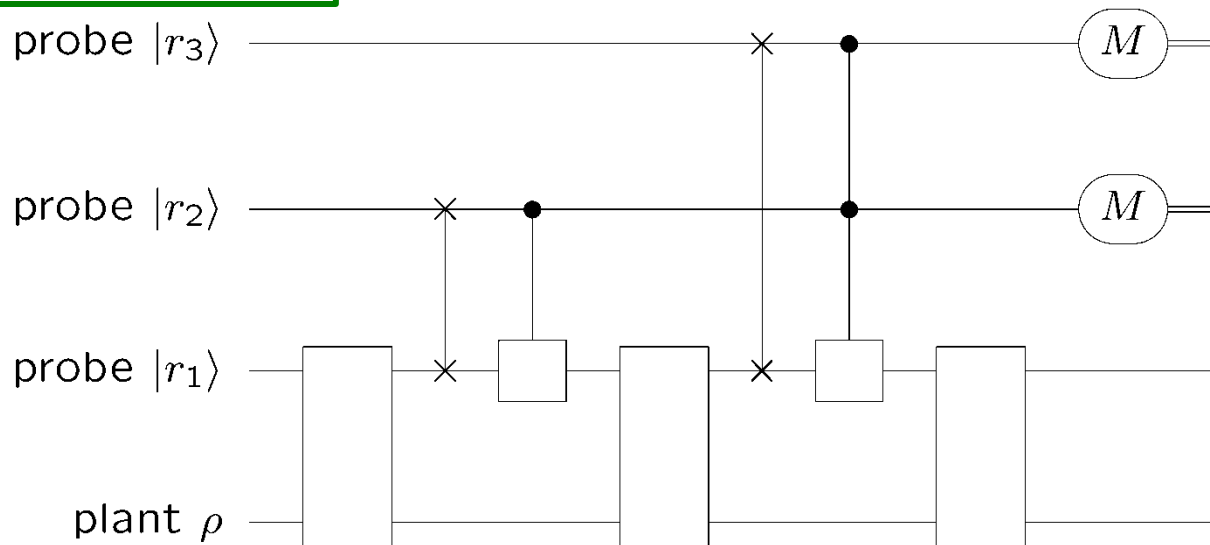 probe |r₃⟩ M
probe |r₂⟩ M
probe |r₁⟩
plant ρ